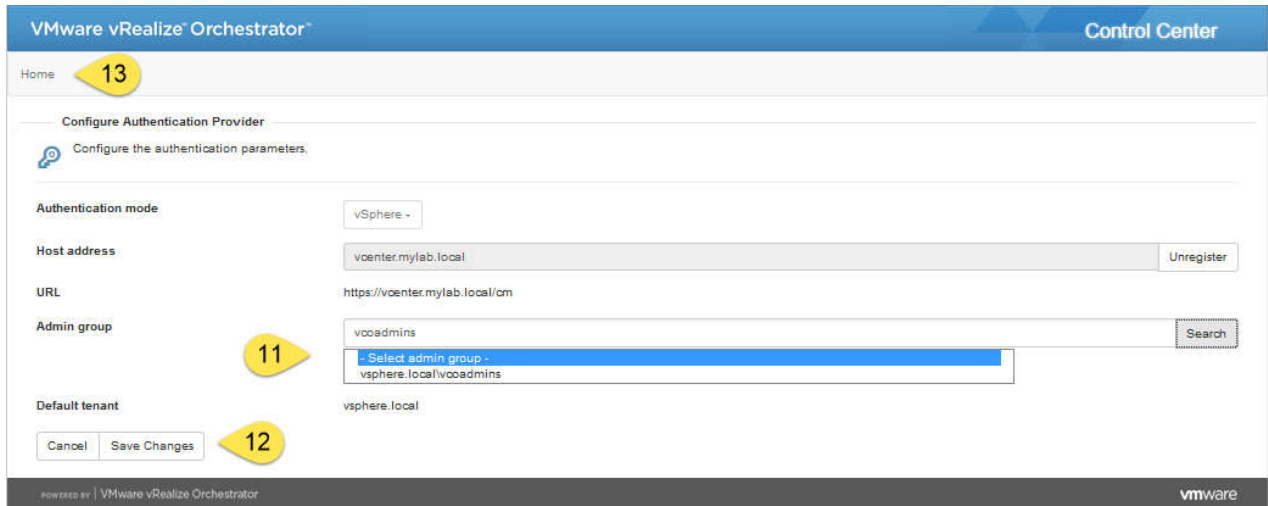 VMware vRealize® Orchestrator™ Control Center
Home 13
Configure Authentication Provider
Configure the authentication parameters.
Authentication mode vSphere
Host address vcenter.mylab.local Unregister
URL https://vcenter.mylab.local/cm
Admin group vcoadmins Search
11 - Select admin group -
vsphere.local\vcoadmins
Default tenant vsphere.local
Cancel Save Changes 12
POWERED BY | VMware vRealize Orchestrator vmware